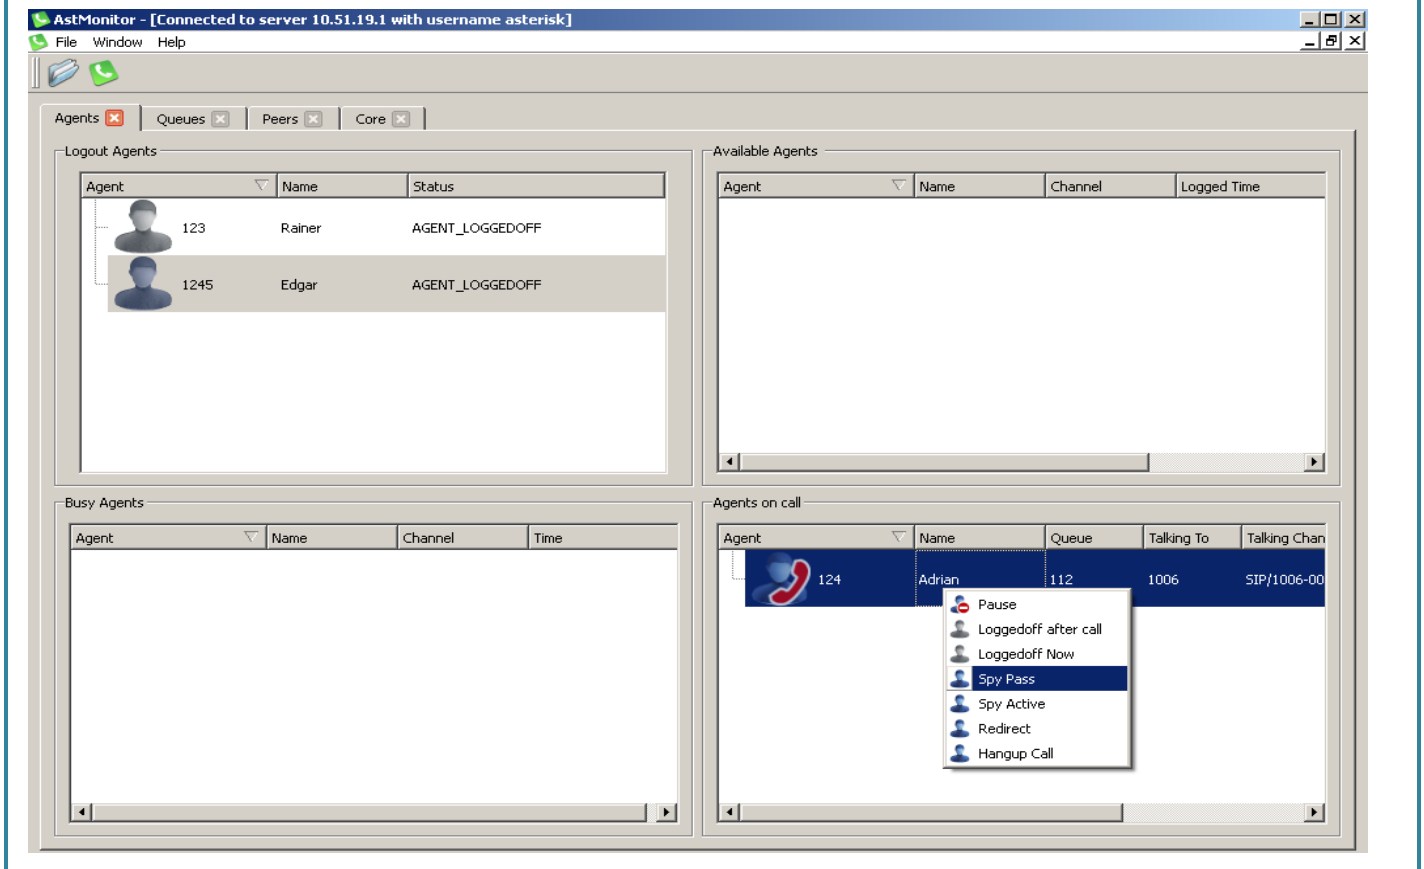 AstMonitor - [Connected to server 10.51.19.1 with username asterisk]
File Window Help
Agents Queues Peers Core
Logout Agents
Agent Name Status
123 Rainer AGENT_LOGGEDOFF
1245 Edgar AGENT_LOGGEDOFF
Available Agents
Agent Name Channel Logged Time
Busy Agents
Agent Name Channel Time
Agents on call
Agent Name Queue Talking To Talking Chan
124 Adrian 112 1006 SIP/1006-00
Pause
Loggedoff after call
Loggedoff Now
Spy Pass
Spy Active
Redirect
Hangup Call